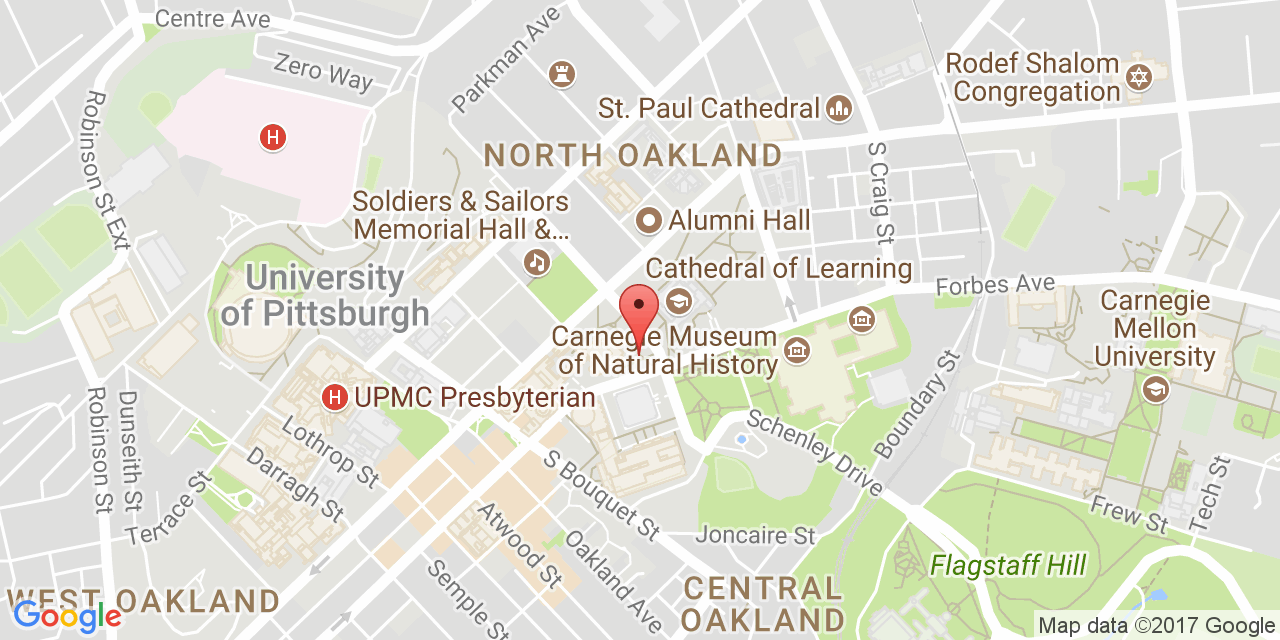 Centre Ave
Zero Way
Parkman Ave
Robinson St Ext
H
St. Paul Cathedral
Rodef Shalom
Congregation
NORTH OAKLAND
S Craig St
Soldiers & Sailors
Memorial Hall &...
Alumni Hall
University
of Pittsburgh
Cathedral of Learning
Forbes Ave
Carnegie Museum
of Natural History
Carnegie
Mellon
University
Boundary St
H
UPMC Presbyterian
Robinson St
Dunseith St
Lothrop St
Darragh St
Terrace St
Schenley Drive
S Bouquet St
Atwood St
Semple St
Oakland Ave
Joncaire St
Frew St
Tech St
Flagstaff Hill
WEST OAKLAND
CENTRAL
OAKLAND
Google
Map data ©2017 Google